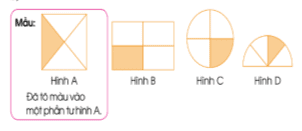 Mẫu:
Hình A
Hình B
Hình C
Hình D
Đã tô màu vào
một phần tư hình A.